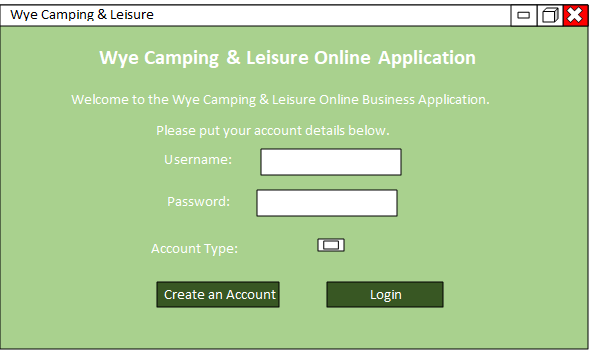 Wye Camping & Leisure
Wye Camping & Leisure Online Application
Welcome to the Wye Camping & Leisure Online Business Application.
Please put your account details below.
Username:
Password:
Account Type:
Create an Account Login